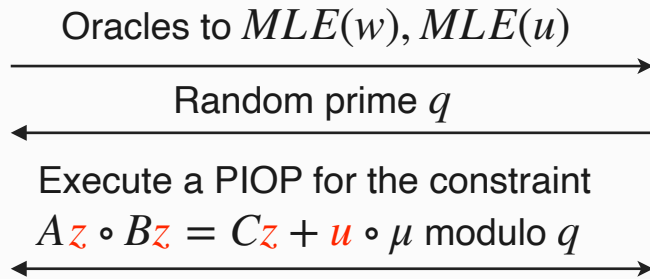 Oracles to MLE(w), MLE(u)
Random prime q
Execute a PIOP for the constraint
Az ∘ Bz = Cz + u ∘ μ modulo q